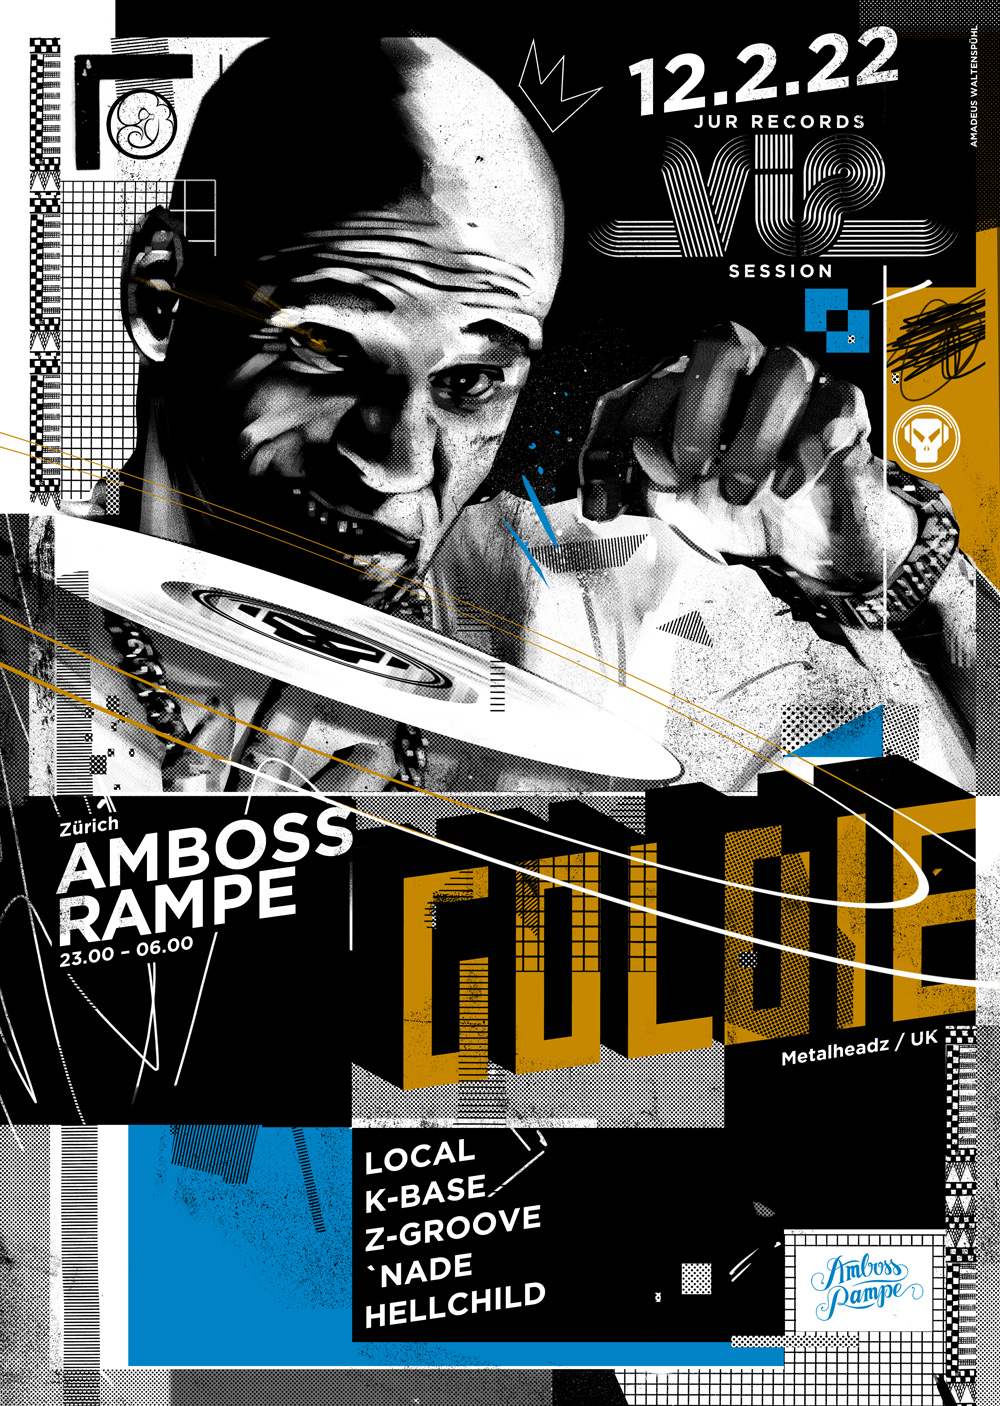 12.2.22
JUR RECORDS
ViP
SESSION
AMADEUS WALTENSPÜHL
Zürich
AMBOSS
RAMPE
23.00 – 06.00
GOLDIE
Metalheadz / UK
LOCAL
K-BASE
Z-GROOVE
`NADE
HELLCHILD
Amboss
Rampe